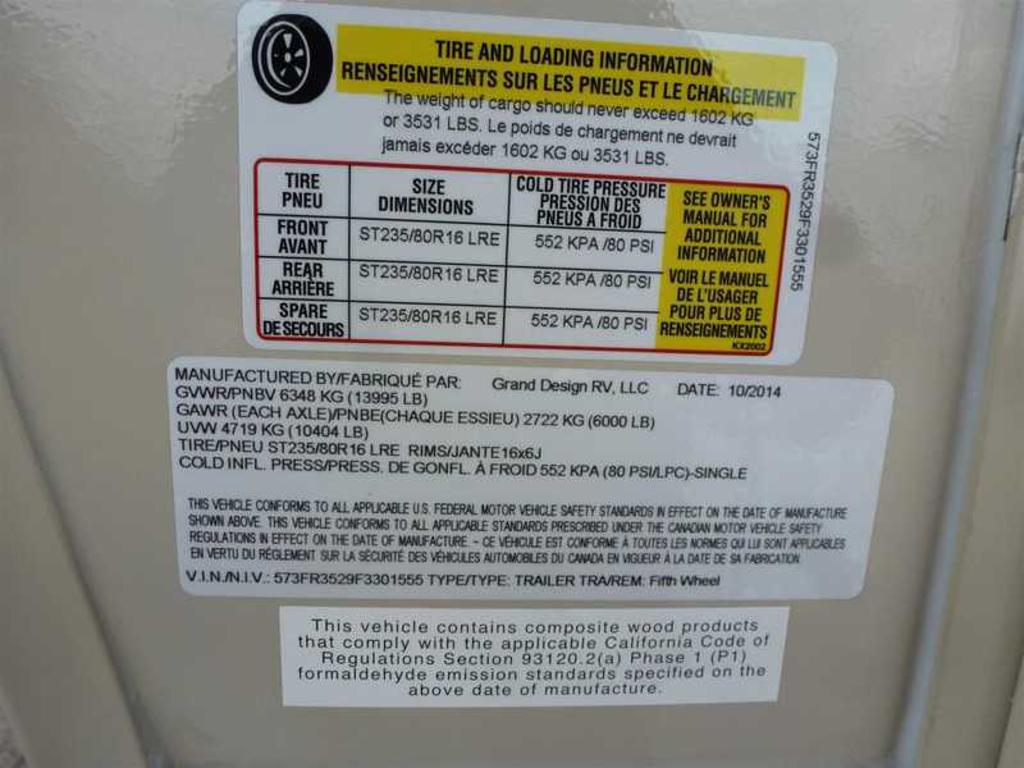 TIRE AND LOADING INFORMATION
RENSEIGNEMENTS SUR LES PNEUS ET LE CHARGEMENT
The weight of cargo should never exceed 1602 KG
or 3531 LBS. Le poids de chargement ne devrait
jamais excéder 1602 KG ou 3531 LBS.
573FR3529F3301555
TIRE
PNEU
SIZE
DIMENSIONS
COLD TIRE PRESSURE
PRESSION DES
PNEUS A FROID
FRONT
AVANT
ST235/80R16 LRE
552 KPA /80 PSI
REAR
ARRIÈRE
ST235/80R16 LRE
552 KPA /80 PSI
SPARE
DE SECOURS
ST235/80R16 LRE
552 KPA /80 PSI
SEE OWNER'S
MANUAL FOR
ADDITIONAL
INFORMATION
VOIR LE MANUEL
DE L'USAGER
POUR PLUS DE
RENSEIGNEMENTS
KX2002
MANUFACTURED BY/FABRIQUÉ PAR: Grand Design RV, LLC DATE: 10/2014
GVWR/PNBV 6348 KG (13995 LB)
GAWR (EACH AXLE)/PNBE(CHAQUE ESSIEU) 2722 KG (6000 LB)
UVW 4719 KG (10404 LB)
TIRE/PNEU ST235/80R16 LRE RIMS/JANTE 16x6J
COLD INFL. PRESS/PRESS. DE GONFL. À FROID 552 KPA (80 PSI/LPC)-SINGLE
THIS VEHICLE CONFORMS TO ALL APPLICABLE U.S. FEDERAL MOTOR VEHICLE SAFETY STANDARDS IN EFFECT ON THE DATE OF MANUFACTURE
SHOWN ABOVE. THIS VEHICLE CONFORMS TO ALL APPLICABLE STANDARDS PRESCRIBED UNDER THE CANADIAN MOTOR VEHICLE SAFETY
REGULATIONS IN EFFECT ON THE DATE OF MANUFACTURE. - CE VÉHICULE EST CONFORME À TOUTES LES NORMES QUI LUI SONT APPLICABLES
EN VERTU DU RÉGLEMENT SUR LA SÉCURITÉ DES VÉHICULES AUTOMOBILES DU CANADA EN VIGUEUR À LA DATE DE SA FABRICATION.
V.I.N./N.I.V.: 573FR3529F3301555 TYPE/TYPE: TRAILER TRA/REM: Fifth Wheel
This vehicle contains composite wood products
that comply with the applicable California Code of
Regulations Section 93120.2(a) Phase 1 (P1)
formaldehyde emission standards specified on the
above date of manufacture.